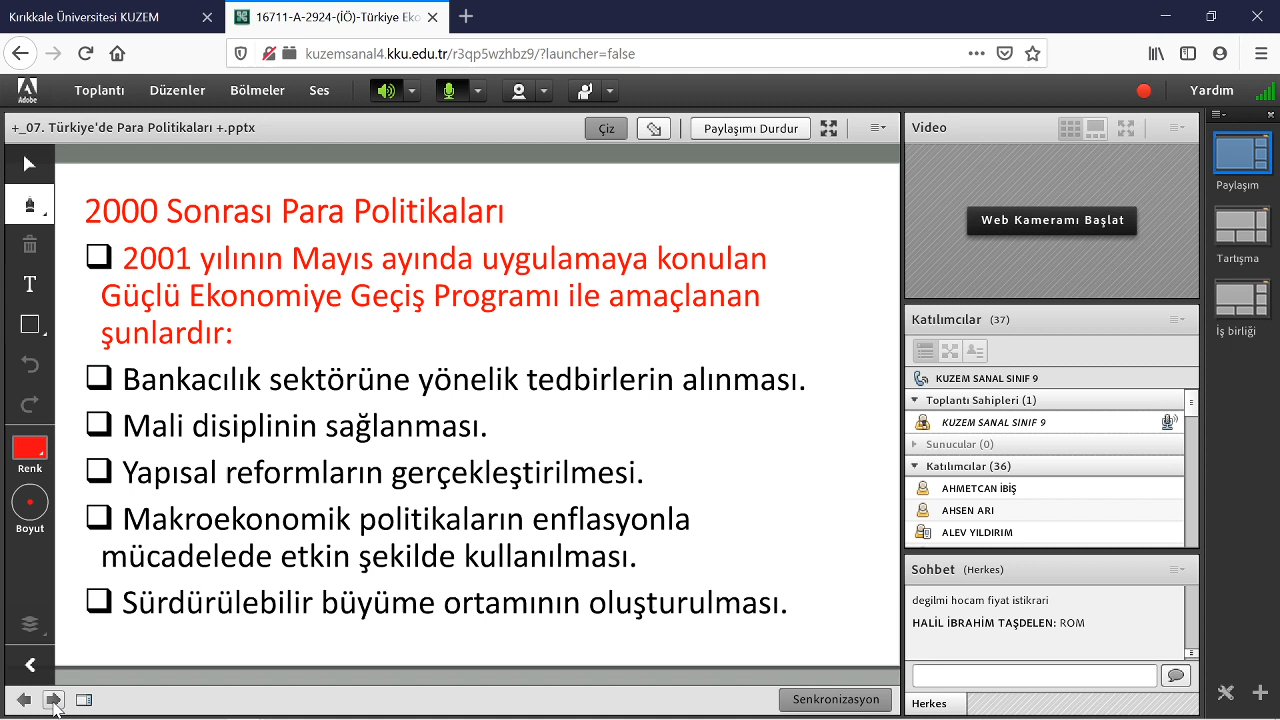 Kırıkkale Üniversitesi KUZEM
16711-A-2924-(İÖ)-Türkiye Eko
kuzemsanal4.kku.edu.tr/r3qp5wzhbz9/?launcher=false
Adobe
Toplantı
Düzenler
Bölmeler
Ses
Yardım
+_07. Türkiye'de Para Politikaları +.pptx
Çiz
Paylaşımı Durdur
2000 Sonrası Para Politikaları
2001 yılının Mayıs ayında uygulamaya konulan
Güçlü Ekonomiye Geçiş Programı ile amaçlanan
şunlardır:
Bankacılık sektörüne yönelik tedbirlerin alınması.
Mali disiplinin sağlanması.
Yapısal reformların gerçekleştirilmesi.
Makroekonomik politikaların enflasyonla
mücadelede etkin şekilde kullanılması.
Sürdürülebilir büyüme ortamının oluşturulması.
T
Renk
Boyut
Senkronizasyon
Video
Web Kameramı Başlat
Katılımcılar (37)
KUZEM SANAL SINIF 9
Toplantı Sahipleri (1)
KUZEM SANAL SINIF 9
Sunucular (0)
Katılımcılar (36)
AHMETCAN İBİŞ
AHSEN ARI
ALEV YILDIRIM
Sohbet (Herkes)
degilmi hocam fiyat istikrari
HALİL İBRAHİM TAŞDELEN: ROM
Herkes
Paylaşım
Tartışma
İş birliği